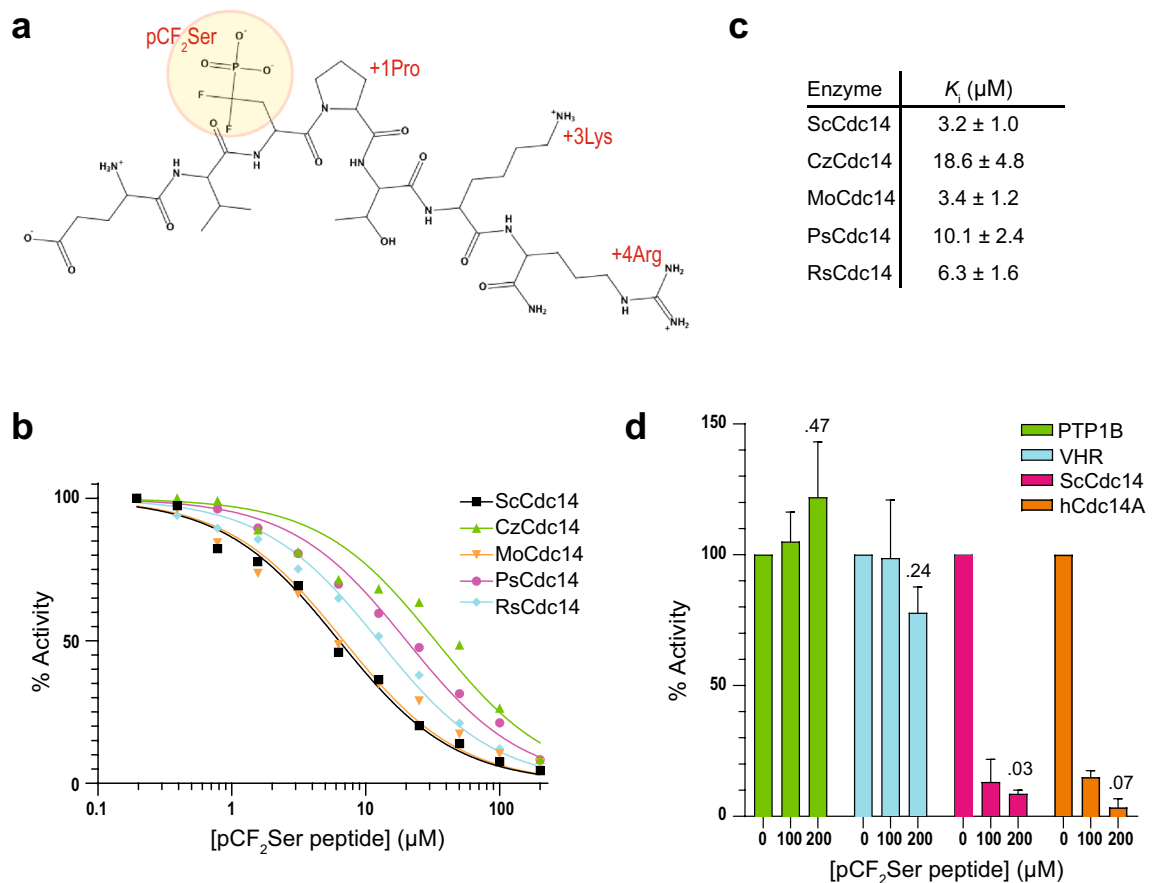 a
pCF₂Ser
+1Pro
+3Lys
+4Arg
O⁻
O P O⁻
F
F
O
N
O
O
NH₃⁺
H₃N⁺
H
N
O
N
H
O
HN
O
N
H
OH
O
H
N
O⁻
O
O
NH₂
N
H
NH₂
NH₂⁺
c
Enzyme Kᵢ (µM)
ScCdc14 3.2 ± 1.0
CzCdc14 18.6 ± 4.8
MoCdc14 3.4 ± 1.2
PsCdc14 10.1 ± 2.4
RsCdc14 6.3 ± 1.6
b
100
50
0
% Activity
0.1 1 10 100
[pCF₂Ser peptide] (µM)
ScCdc14
CzCdc14
MoCdc14
PsCdc14
RsCdc14
d
150
100
50
0
% Activity
.47
.24
.03
.07
PTP1B
VHR
ScCdc14
hCdc14A
0 100 200 0 100 200 0 100 200 0 100 200
[pCF₂Ser peptide] (µM)